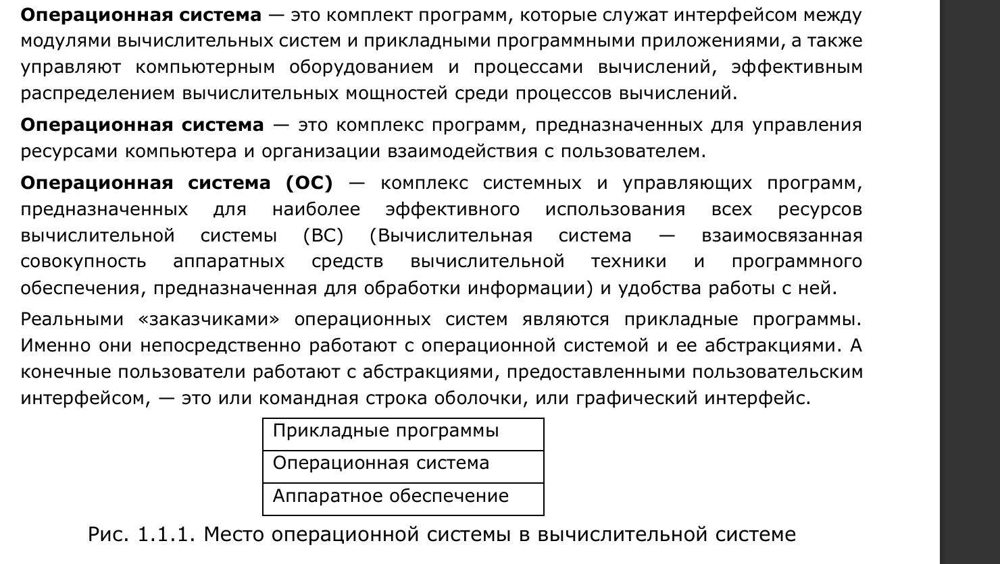 Операционная система — это комплект программ, которые служат интерфейсом между
модулями вычислительных систем и прикладными программными приложениями, а также
управляют компьютерным оборудованием и процессами вычислений, эффективным
распределением вычислительных мощностей среди процессов вычислений.
Операционная система — это комплекс программ, предназначенных для управления
ресурсами компьютера и организации взаимодействия с пользователем.
Операционная система (ОС) — комплекс системных и управляющих программ,
предназначенных для наиболее эффективного использования всех ресурсов
вычислительной системы (ВС) (Вычислительная система — взаимосвязанная
совокупность аппаратных средств вычислительной техники и программного
обеспечения, предназначенная для обработки информации) и удобства работы с ней.
Реальными «заказчиками» операционных систем являются прикладные программы.
Именно они непосредственно работают с операционной системой и ее абстракциями. А
конечные пользователи работают с абстракциями, предоставленными пользовательским
интерфейсом, — это или командная строка оболочки, или графический интерфейс.
Прикладные программы
Операционная система
Аппаратное обеспечение
Рис. 1.1.1. Место операционной системы в вычислительной системе